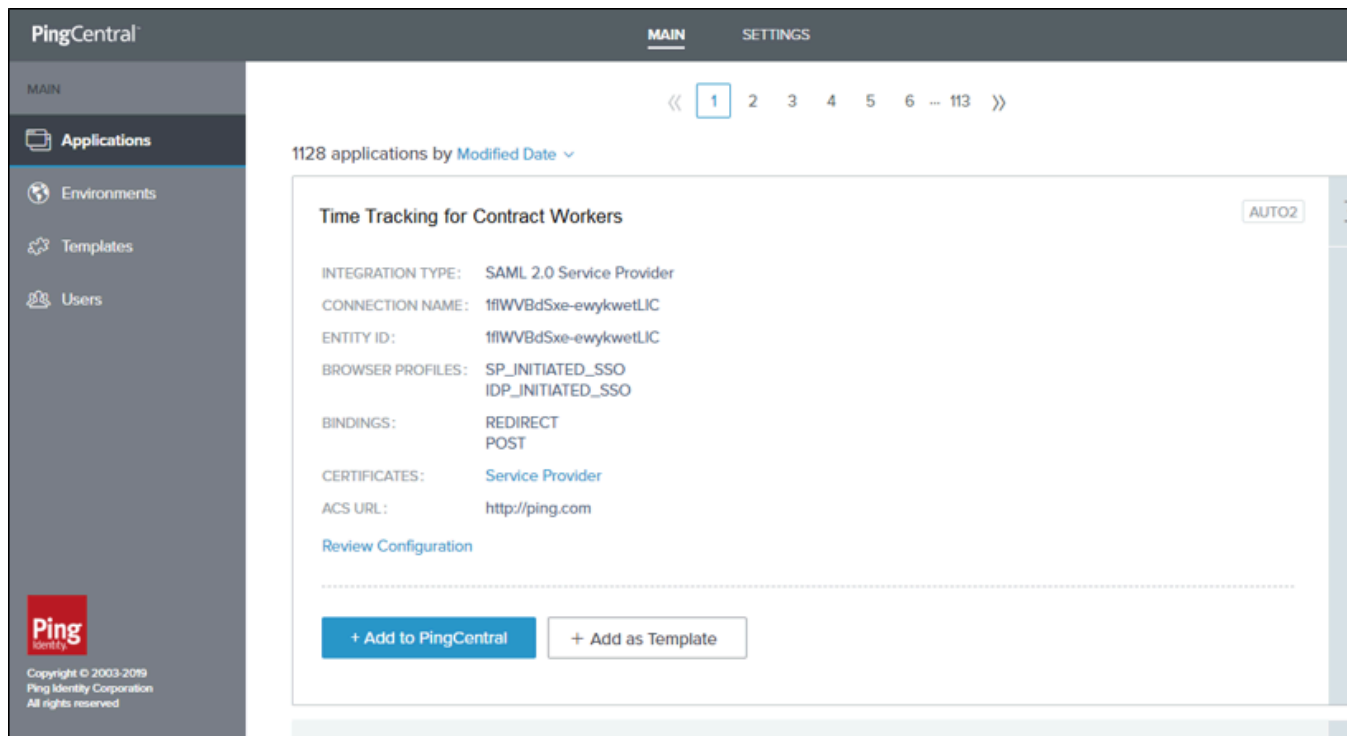 PingCentral
MAIN
SETTINGS
MAIN
Applications
Environments
Templates
Users
« 1 2 3 4 5 6 ... 113 »
1128 applications by Modified Date
Time Tracking for Contract Workers
AUTO2
INTEGRATION TYPE: SAML 2.0 Service Provider
CONNECTION NAME: 1flWVBdSxe-ewykwetLIC
ENTITY ID: 1flWVBdSxe-ewykwetLIC
BROWSER PROFILES: SP_INITIATED_SSO
IDP_INITIATED_SSO
BINDINGS: REDIRECT
POST
CERTIFICATES: Service Provider
ACS URL: http://ping.com
Review Configuration
+ Add to PingCentral
+ Add as Template
Ping
Identity.
Copyright © 2003-2019
Ping Identity Corporation
All rights reserved